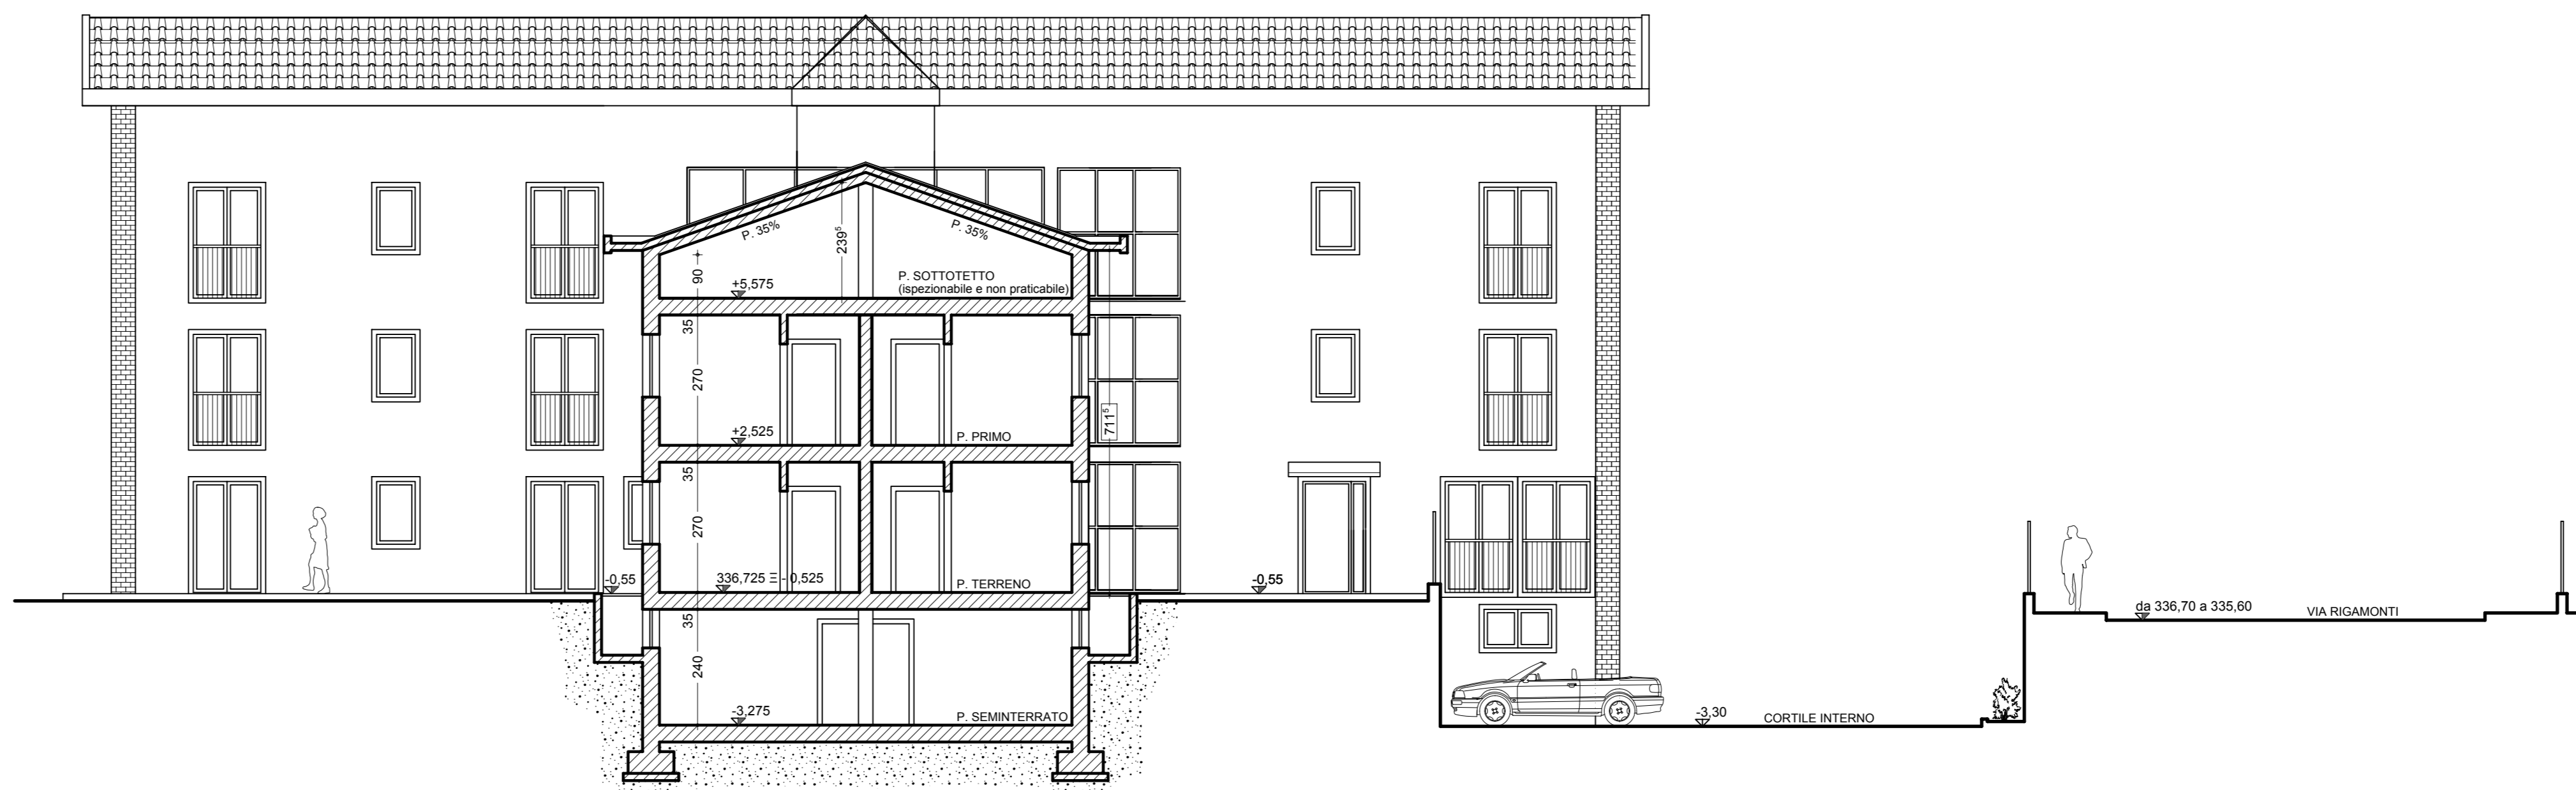 P. 35%
P. 35%
239⁵
90
P. SOTTOTETTO
(ispezionabile e non praticabile)
+5,575
35
270
+2,525
P. PRIMO
711⁵
35
270
-0,55
336,725 Ξ - 0,525
P. TERRENO
-0,55
da 336,70 a 335,60
VIA RIGAMONTI
35
240
-3,275
P. SEMINTERRATO
-3,30
CORTILE INTERNO